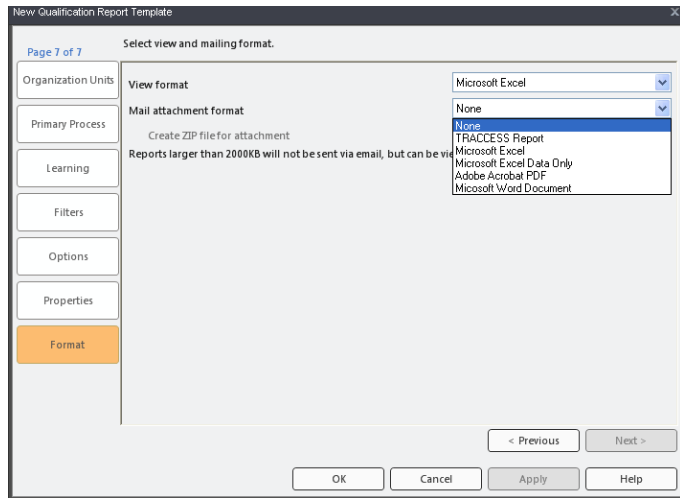 New Qualification Report Template
Page 7 of 7
Select view and mailing format.
Organization Units
Primary Process
Learning
Filters
Options
Properties
Format
View format
Microsoft Excel
Mail attachment format
None
None
TRACCESS Report
Microsoft Excel
Microsoft Excel Data Only
Adobe Acrobat PDF
Micosoft Word Document
Create ZIP file for attachment
Reports larger than 2000KB will not be sent via email, but can be vie
< Previous
Next >
OK
Cancel
Apply
Help